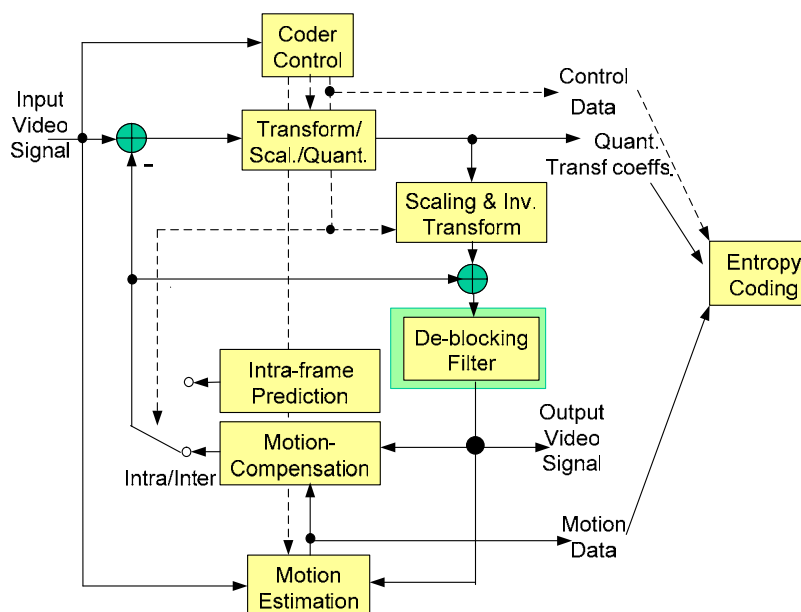 Coder
Control
Control
Data
Input
Video
Signal
Transform/
Scal./Quant.
-
Quant.
Transf coeffs.
Scaling & Inv.
Transform
Entropy
Coding
De-blocking
Filter
Intra-frame
Prediction
Output
Video
Signal
Motion-
Compensation
Intra/Inter
Motion
Data
Motion
Estimation